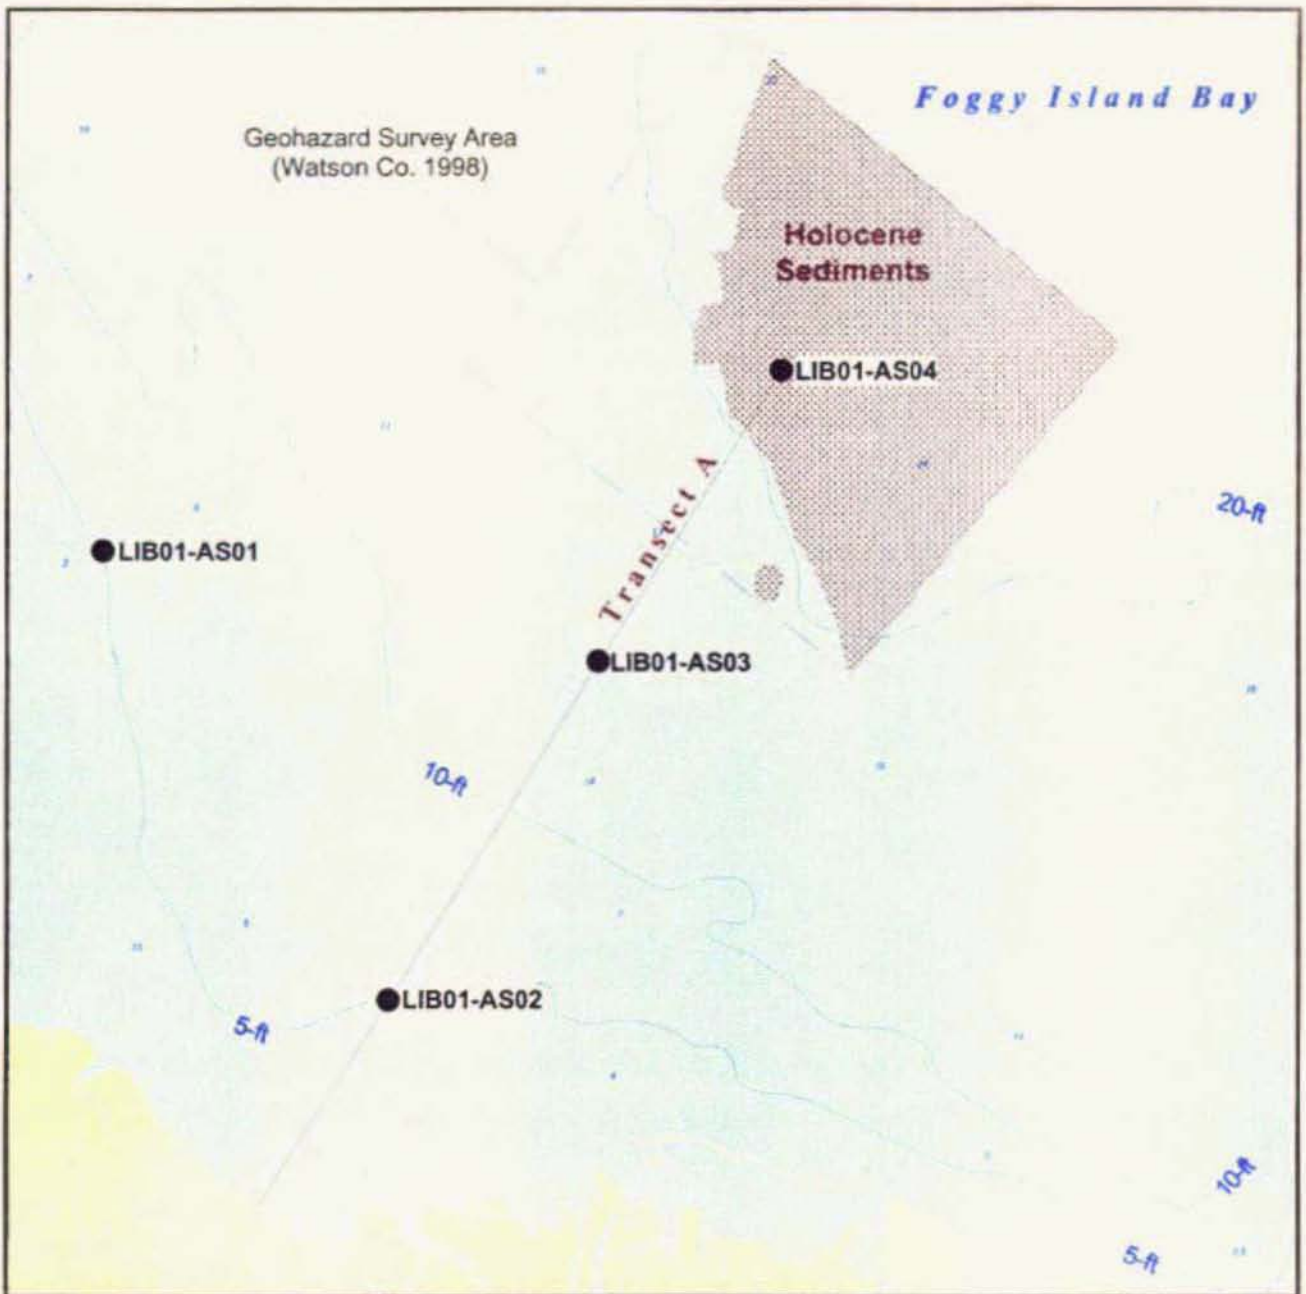 Foggy Island Bay
Geohazard Survey Area
(Watson Co. 1998)
Holocene
Sediments
LIB01-AS04
Transect A
20-ft
LIB01-AS01
LIB01-AS03
10-ft
LIB01-AS02
5-ft
10-ft
5-ft